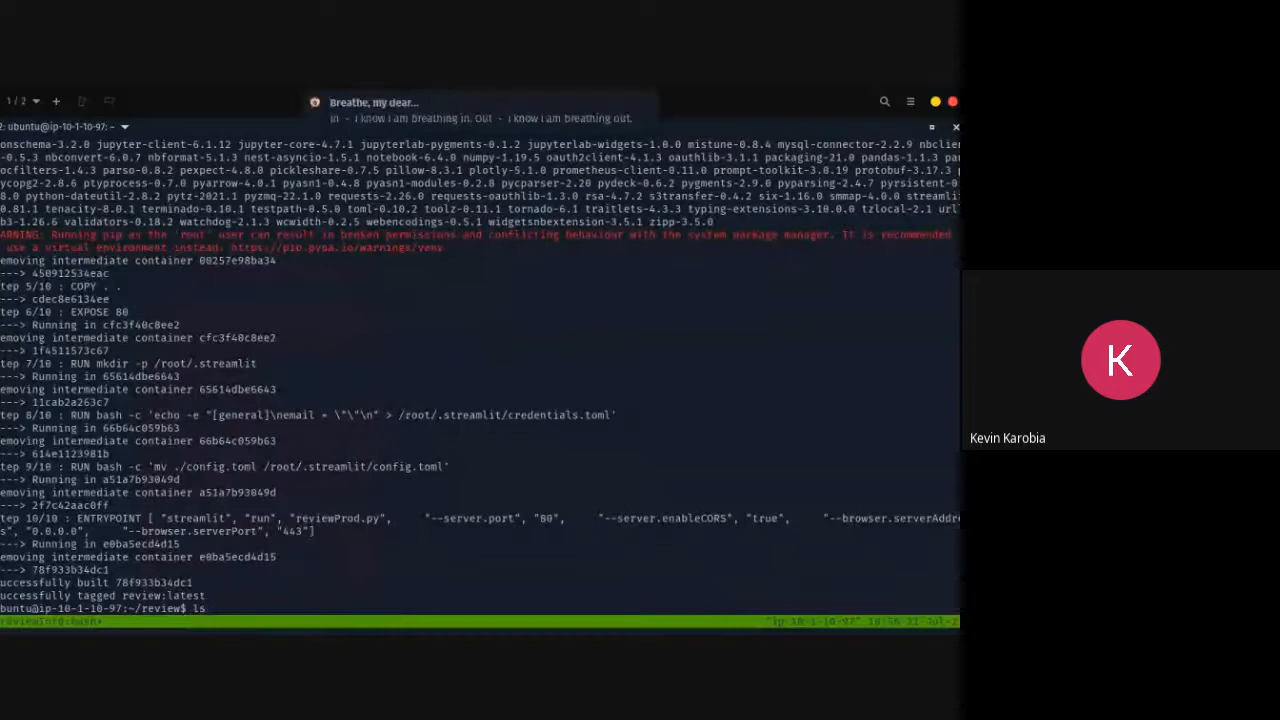 1 / 2
Breathe, my dear...
In - I know I am breathing in. Out - I know I am breathing out.
2: ubuntu@ip-10-1-10-97: ~
onschema-3.2.0 jupyter-client-6.1.12 jupyter-core-4.7.1 jupyterlab-pygments-0.1.2 jupyterlab-widgets-1.0.0 mistune-0.8.4 mysql-connector-2.2.9 nbclien
-0.5.3 nbconvert-6.0.7 nbformat-5.1.3 nest-asyncio-1.5.1 notebook-6.4.0 numpy-1.19.5 oauth2client-4.1.3 oauthlib-3.1.1 packaging-21.0 pandas-1.1.3 pa
ocfilters-1.4.3 parso-0.8.2 pexpect-4.8.0 pickleshare-0.7.5 pillow-8.3.1 plotly-5.1.0 prometheus-client-0.11.0 prompt-toolkit-3.0.19 protobuf-3.17.3 p
ycopg2-2.8.6 ptyprocess-0.7.0 pyarrow-4.0.1 pyasn1-0.4.8 pyasn1-modules-0.2.8 pycparser-2.20 pydeck-0.6.2 pygments-2.9.0 pyparsing-2.4.7 pyrsistent-0
8.0 python-dateutil-2.8.2 pytz-2021.1 pyzmq-22.1.0 requests-2.26.0 requests-oauthlib-1.3.0 rsa-4.7.2 s3transfer-0.4.2 six-1.16.0 smmap-4.0.0 streamli
.0.81.1 tenacity-8.0.1 terminado-0.10.1 testpath-0.5.0 toml-0.10.2 toolz-0.11.1 tornado-6.1 traitlets-4.3.3 typing-extensions-3.10.0.0 tzlocal-2.1 url
b3-1.26.6 validators-0.18.2 watchdog-2.1.3 wcwidth-0.2.5 webencodings-0.5.1 widgetsnbextension-3.5.1 zipp-3.5.0
ARNING: Running pip as the 'root' user can result in broken permissions and conflicting behaviour with the system package manager. It is recommended
use a virtual environment instead: https://pip.pypa.io/warnings/venv
emoving intermediate container 00257e98ba34
---> 450912534eac
tep 5/10 : COPY . .
---> cdec8e6134ee
tep 6/10 : EXPOSE 80
---> Running in cfc3f40c8ee2
emoving intermediate container cfc3f40c8ee2
---> 1f4511573c67
tep 7/10 : RUN mkdir -p /root/.streamlit
---> Running in 65614dbe6643
emoving intermediate container 65614dbe6643
---> 11cab2a263c7
tep 8/10 : RUN bash -c 'echo -e "[general]\nemail = \"\"\n" > /root/.streamlit/credentials.toml'
---> Running in 66b64c059b63
emoving intermediate container 66b64c059b63
---> 614e1123981b
tep 9/10 : RUN bash -c 'mv ./config.toml /root/.streamlit/config.toml'
---> Running in a51a7b93049d
emoving intermediate container a51a7b93049d
---> 2f7c42aac0ff
tep 10/10 : ENTRYPOINT [ "streamlit", "run", "reviewProd.py", "--server.port", "80", "--server.enableCORS", "true", "--browser.serverAddre
s", "0.0.0.0", "--browser.serverPort", "443"]
---> Running in e0ba5ecd4d15
emoving intermediate container e0ba5ecd4d15
---> 78f933b34dc1
uccessfully built 78f933b34dc1
uccessfully tagged review:latest
buntu@ip-10-1-10-97:~/review$ ls
K
Kevin Karobia